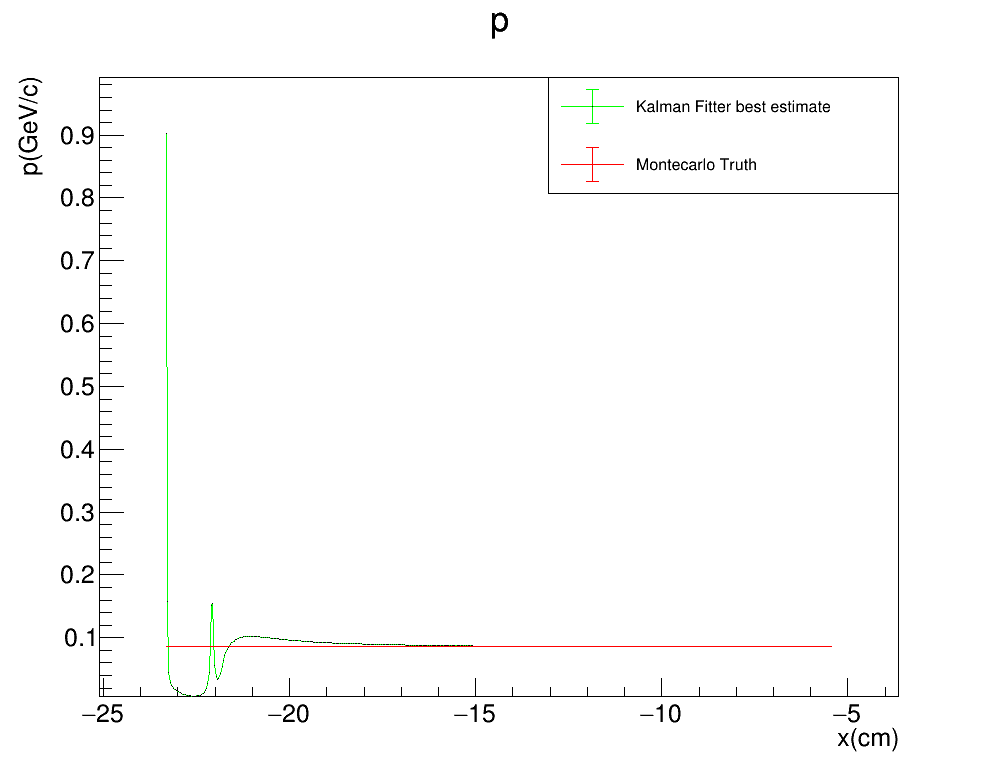 p
p(GeV/c)
0.9
0.8
0.7
0.6
0.5
0.4
0.3
0.2
0.1
Kalman Fitter best estimate
Montecarlo Truth
−25 −20 −15 −10 −5
x(cm)